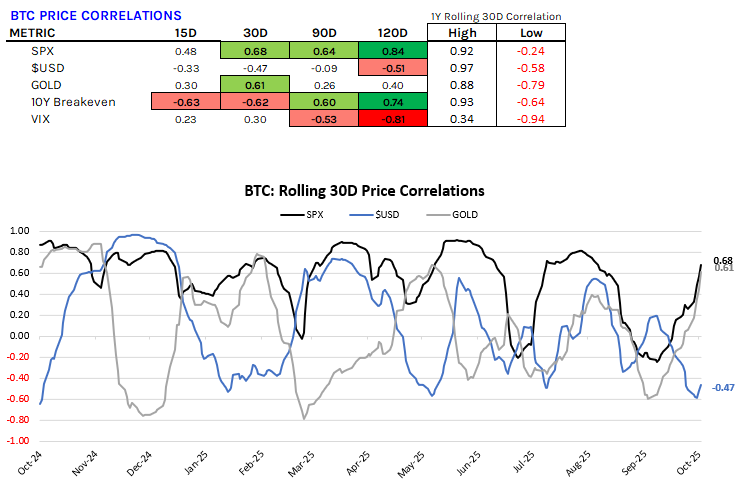 BTC PRICE CORRELATIONS 1Y Rolling 30D Correlation
METRIC 15D 30D 90D 120D High Low
SPX 0.48 0.68 0.64 0.84 0.92 -0.24
$USD -0.33 -0.47 -0.09 -0.51 0.97 -0.58
GOLD 0.30 0.61 0.26 0.40 0.88 -0.79
10Y Breakeven -0.63 -0.62 0.60 0.74 0.93 -0.64
VIX 0.23 0.30 -0.53 -0.81 0.34 -0.94
BTC: Rolling 30D Price Correlations
SPX $USD GOLD
1.00
0.80
0.60
0.40
0.20
0.00
-0.20
-0.40
-0.60
-0.80
-1.00
0.68
0.61
-0.47
Oct-24 Nov-24 Dec-24 Jan-25 Feb-25 Mar-25 Apr-25 May-25 Jun-25 Jul-25 Aug-25 Sep-25 Oct-25